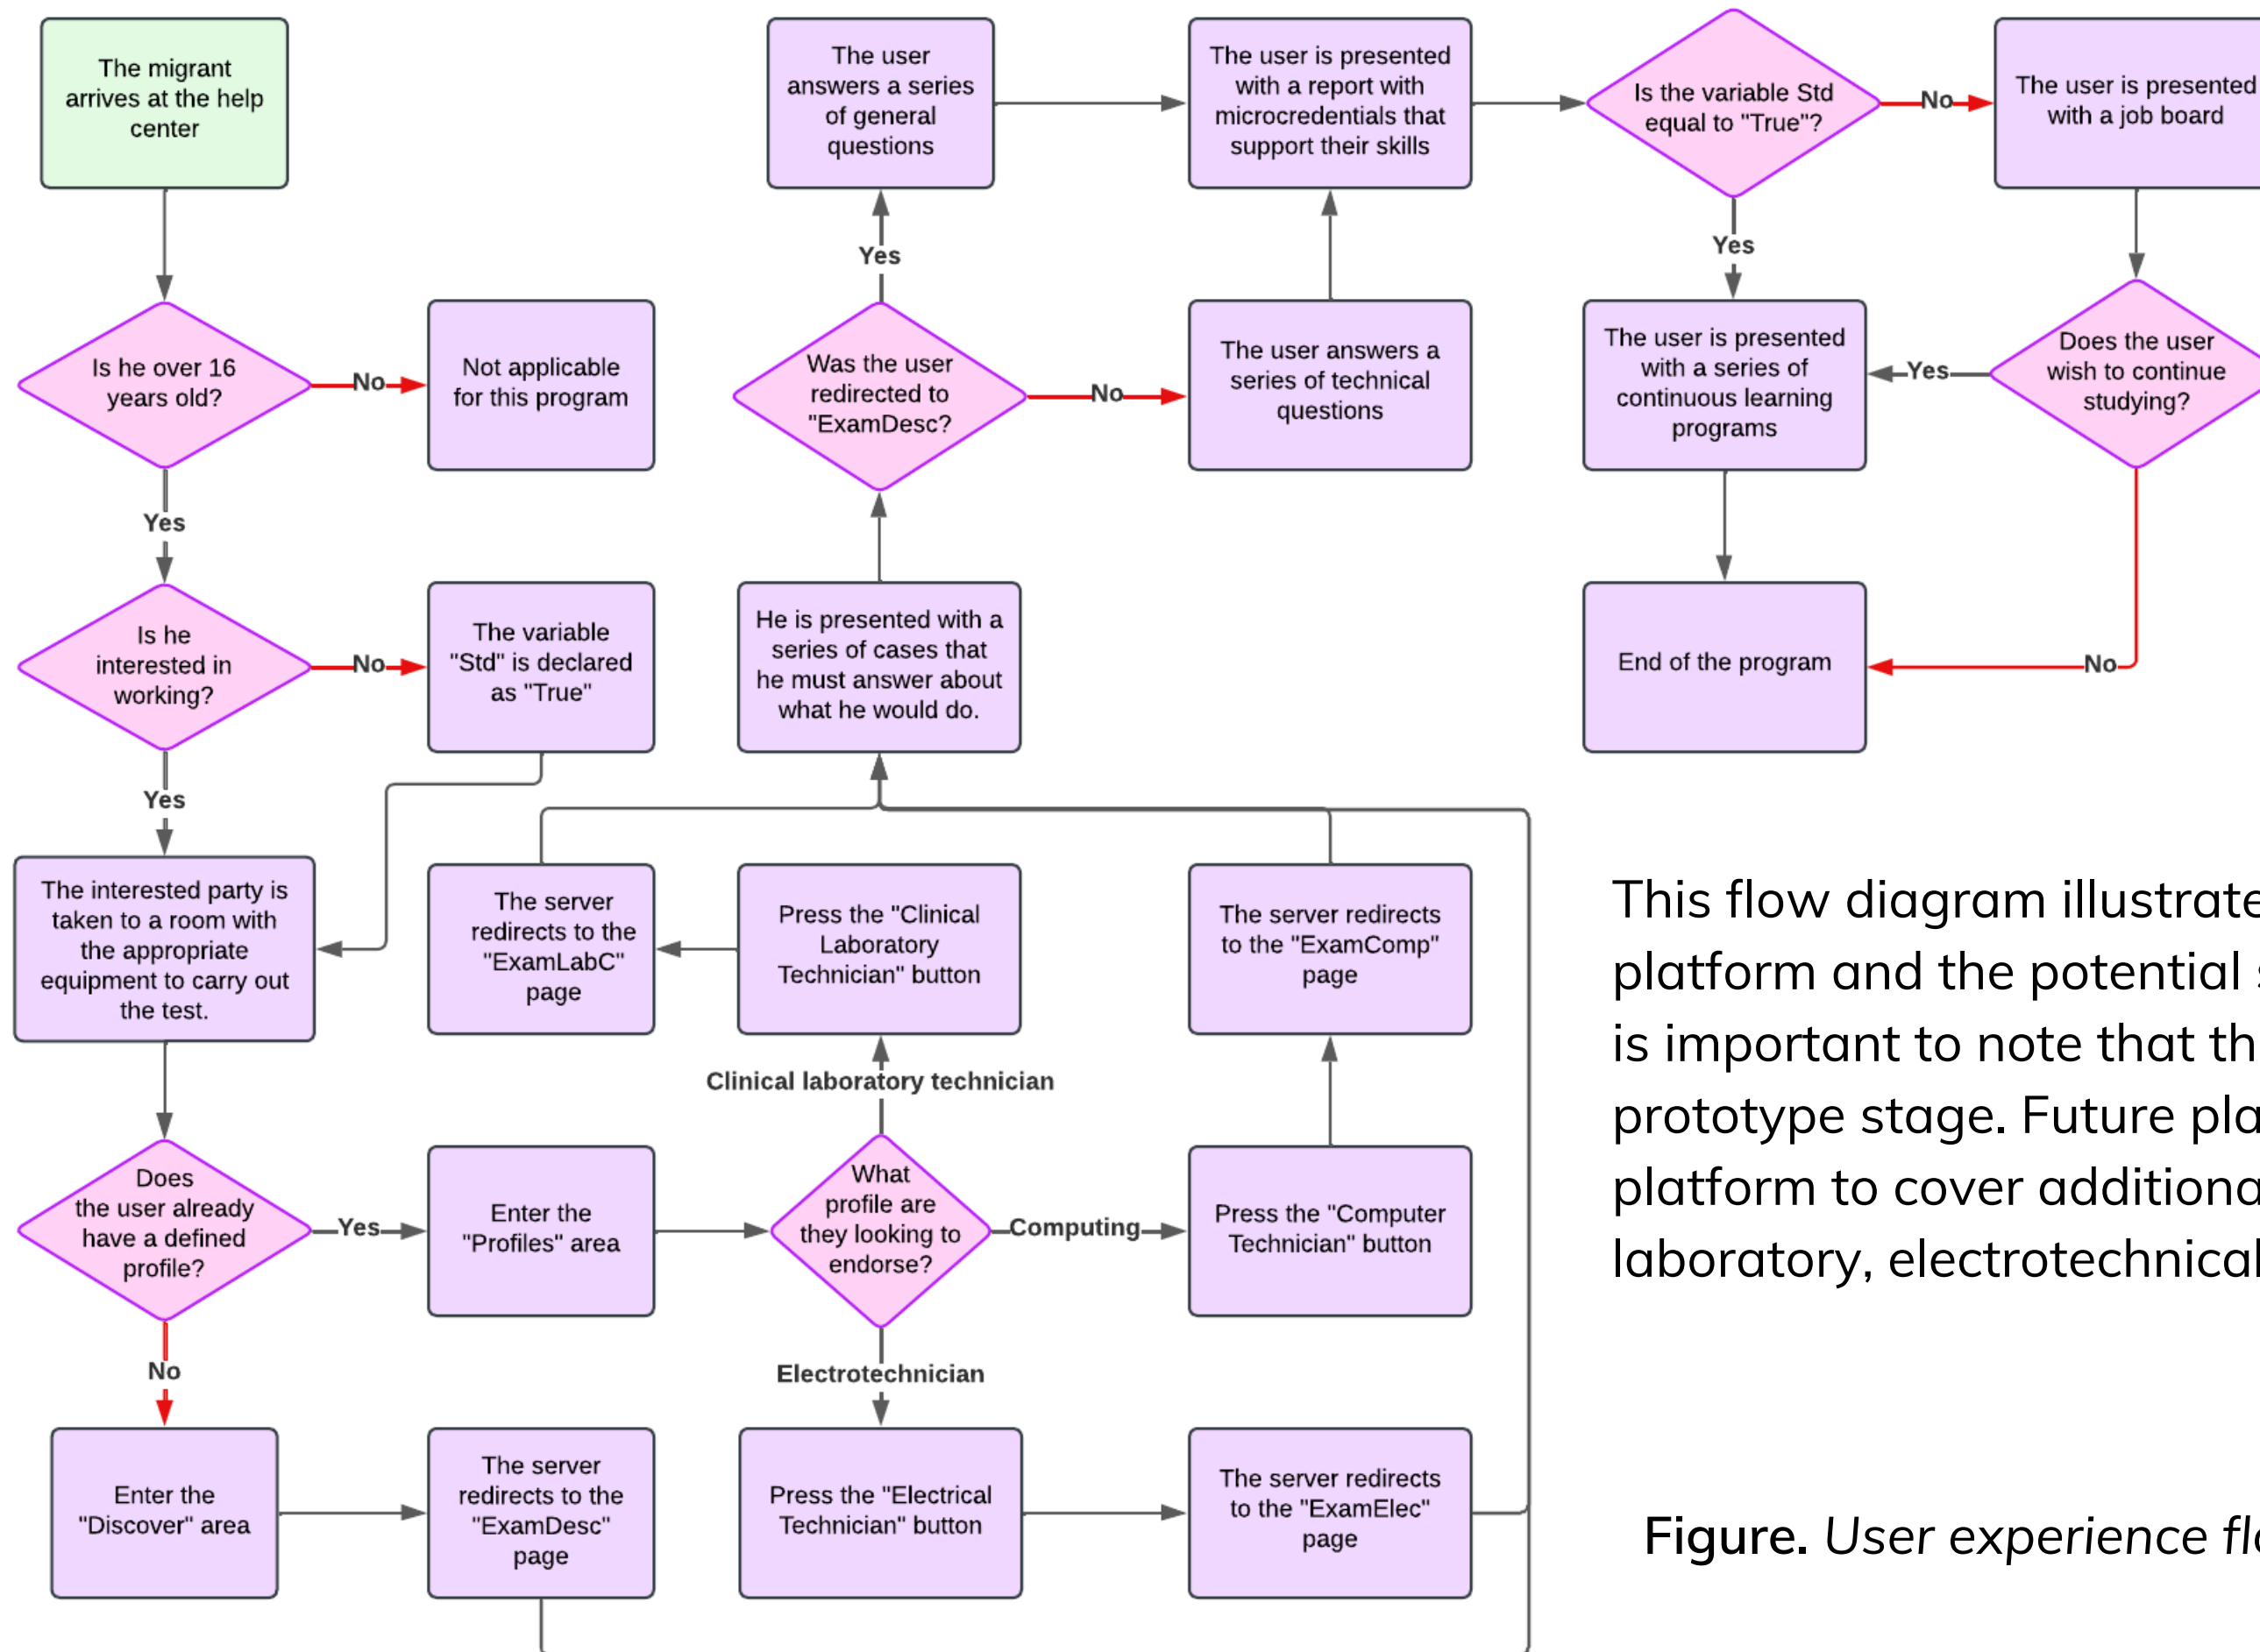 The migrant
arrives at the help
center
Is he over 16
years old?
No
Not applicable
for this program
Yes
Is he
interested in
working?
No
The variable
"Std" is declared
as "True"
Yes
The interested party is
taken to a room with
the appropriate
equipment to carry out
the test.
Does
the user already
have a defined
profile?
Yes
Enter the
"Profiles" area
No
Enter the
"Discover" area
The server
redirects to the
"ExamDesc"
page
What
profile are
they looking to
endorse?
Clinical laboratory technician
Press the "Clinical
Laboratory
Technician" button
The server
redirects to the
"ExamLabC"
page
Computing
Press the "Computer
Technician" button
The server redirects
to the "ExamComp"
page
Electrotechnician
Press the "Electrical
Technician" button
The server redirects
to the "ExamElec"
page
He is presented with a
series of cases that
he must answer about
what he would do.
Was the user
redirected to
"ExamDesc?
Yes
The user
answers a series
of general
questions
No
The user answers a
series of technical
questions
The user is presented
with a report with
microcredentials that
support their skills
Is the variable Std
equal to "True"?
No
The user is presented
with a job board
Yes
The user is presented
with a series of
continuous learning
programs
Does the user
wish to continue
studying?
Yes
No
End of the program
This flow diagram
platform and the potential
is important to note that
prototype stage. Future
platform to cover
laboratory,
Figure. User experience